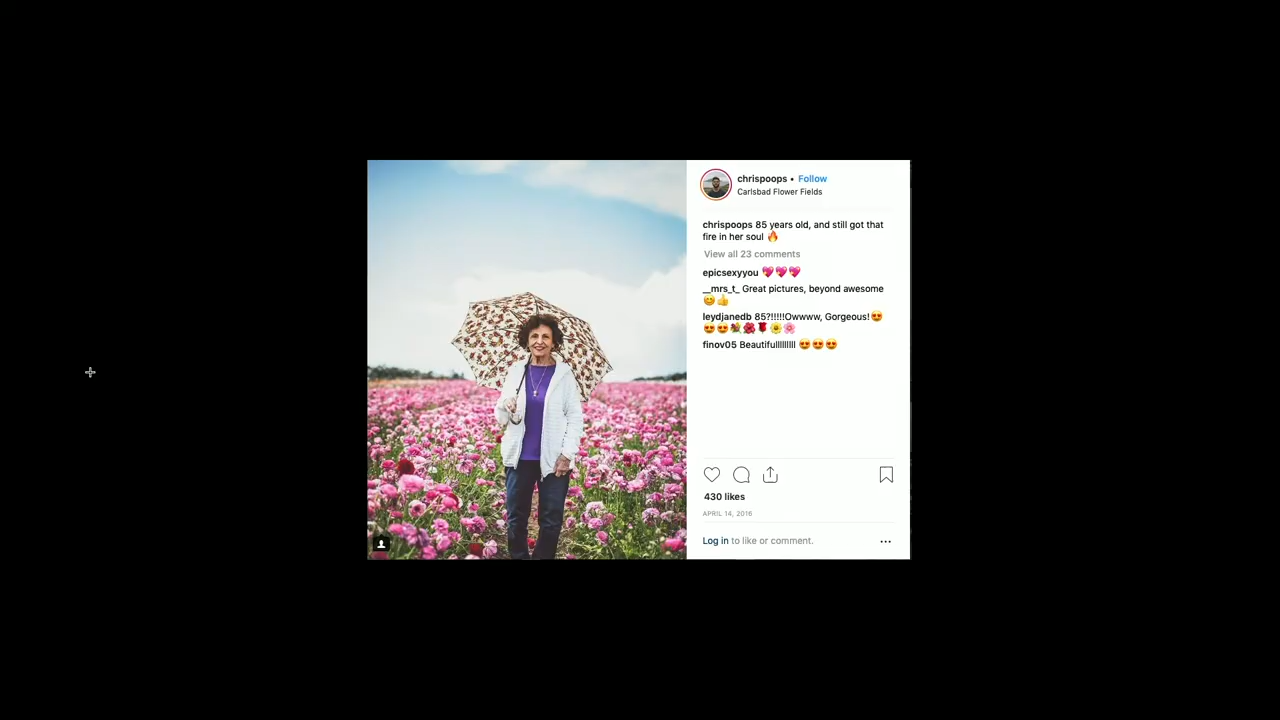 chrispoops • Follow
Carlsbad Flower Fields
chrispoops 85 years old, and still got that
fire in her soul 🔥
View all 23 comments
epicsexyyou 💖💖💖
__mrs_t_ Great pictures, beyond awesome
😄👍
leydjanedb 85?!!!!!Owwww, Gorgeous!😍
😍😍💐🌺🌹🌼🌸
finov05 Beautifulllllllll 😍😍😍
430 likes
APRIL 14, 2016
Log in to like or comment.